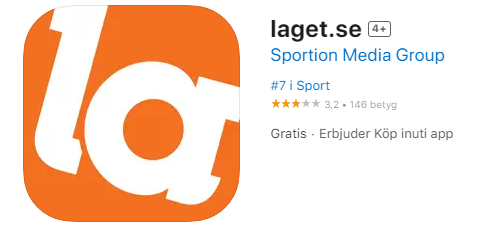 la
laget.se 4+
Sportion Media Group
#7 i Sport
★★★★★ 3,2 • 146 betyg
Gratis · Erbjuder Köp inuti app